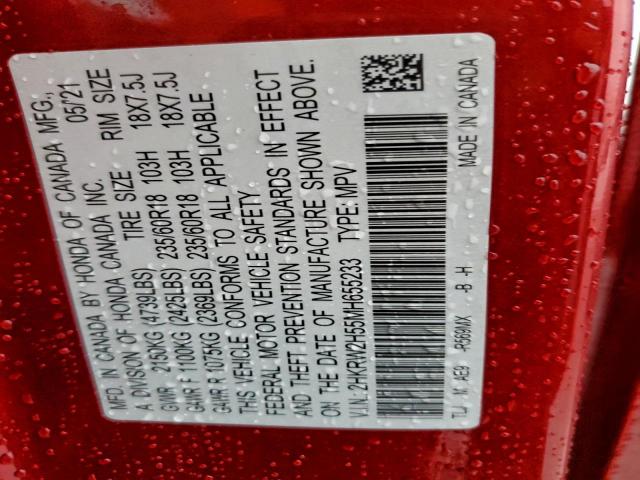 MFD. IN CANADA BY HONDA OF CANADA MFG.,
A DIVISION OF HONDA CANADA INC. 05/21
TIRE SIZE RIM SIZE
GVWR 2150KG (4739LBS)
GAWR F 1100KG (2425LBS) 235/60R18 103H 18X7.5J
GAWR R 1075KG (2369LBS) 235/60R18 103H 18X7.5J
THIS VEHICLE CONFORMS TO ALL APPLICABLE
FEDERAL MOTOR VEHICLE SAFETY
AND THEFT PREVENTION STANDARDS IN EFFECT
ON THE DATE OF MANUFACTURE SHOWN ABOVE.
V.I.N.: 2HKRW2H55MH655233 TYPE: MPV
TLJ M AE9 -R569MX -B -H MADE IN CANADA